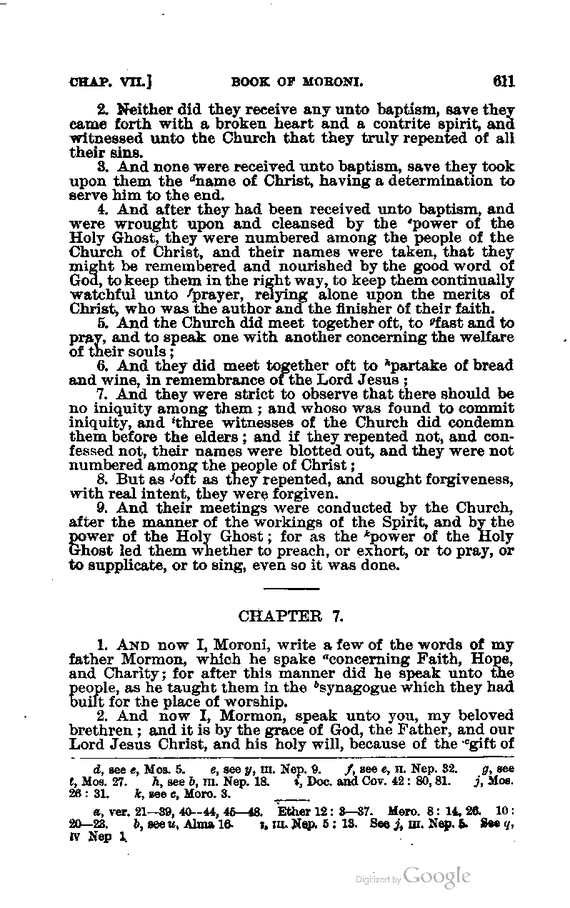 CHAP. VII.] BOOK OF MORONI. 611
2. Neither did they receive any unto baptism, save they
came forth with a broken heart and a contrite spirit, and
witnessed unto the Church that they truly repented of all
their sins.
3. And none were received unto baptism, save they took
upon them the ᵈname of Christ, having a determination to
serve him to the end.
4. And after they had been received unto baptism, and
were wrought upon and cleansed by the ᵉpower of the
Holy Ghost, they were numbered among the people of the
Church of Christ, and their names were taken, that they
might be remembered and nourished by the good word of
God, to keep them in the right way, to keep them continually
watchful unto ᶠprayer, relying alone upon the merits of
Christ, who was the author and the finisher of their faith.
5. And the Church did meet together oft, to ᵍfast and to
pray, and to speak one with another concerning the welfare
of their souls;
6. And they did meet together oft to ʰpartake of bread
and wine, in remembrance of the Lord Jesus;
7. And they were strict to observe that there should be
no iniquity among them; and whoso was found to commit
iniquity, and ⁱthree witnesses of the Church did condemn
them before the elders; and if they repented not, and con-
fessed not, their names were blotted out, and they were not
numbered among the people of Christ;
8. But as ʲoft as they repented, and sought forgiveness,
with real intent, they were forgiven.
9. And their meetings were conducted by the Church,
after the manner of the workings of the Spirit, and by the
power of the Holy Ghost; for as the ᵏpower of the Holy
Ghost led them whether to preach, or exhort, or to pray, or
to supplicate, or to sing, even so it was done.
CHAPTER 7.
1. AND now I, Moroni, write a few of the words of my
father Mormon, which he spake ᵃconcerning Faith, Hope,
and Charity; for after this manner did he speak unto the
people, as he taught them in the ᵇsynagogue which they had
built for the place of worship.
2. And now I, Mormon, speak unto you, my beloved
brethren; and it is by the grace of God, the Father, and our
Lord Jesus Christ, and his holy will, because of the ᶜgift of
d, see e, Mos. 5. e, see y, III. Nep. 9. f, see e, II. Nep. 32. g, see
t, Mos. 27. h, see b, III. Nep. 18. i, Doc. and Cov. 42: 80, 81. j, Mos.
26: 31. k, see c, Moro. 3.
a, ver. 21—39, 40—44, 45—48. Ether 12: 3—37. Moro. 8: 14, 26. 10:
20—23. b, see u, Alma 16. III. Nep. 5: 13. See j, III. Nep. 5. See q,
IV Nep 1.
Digitized by Google